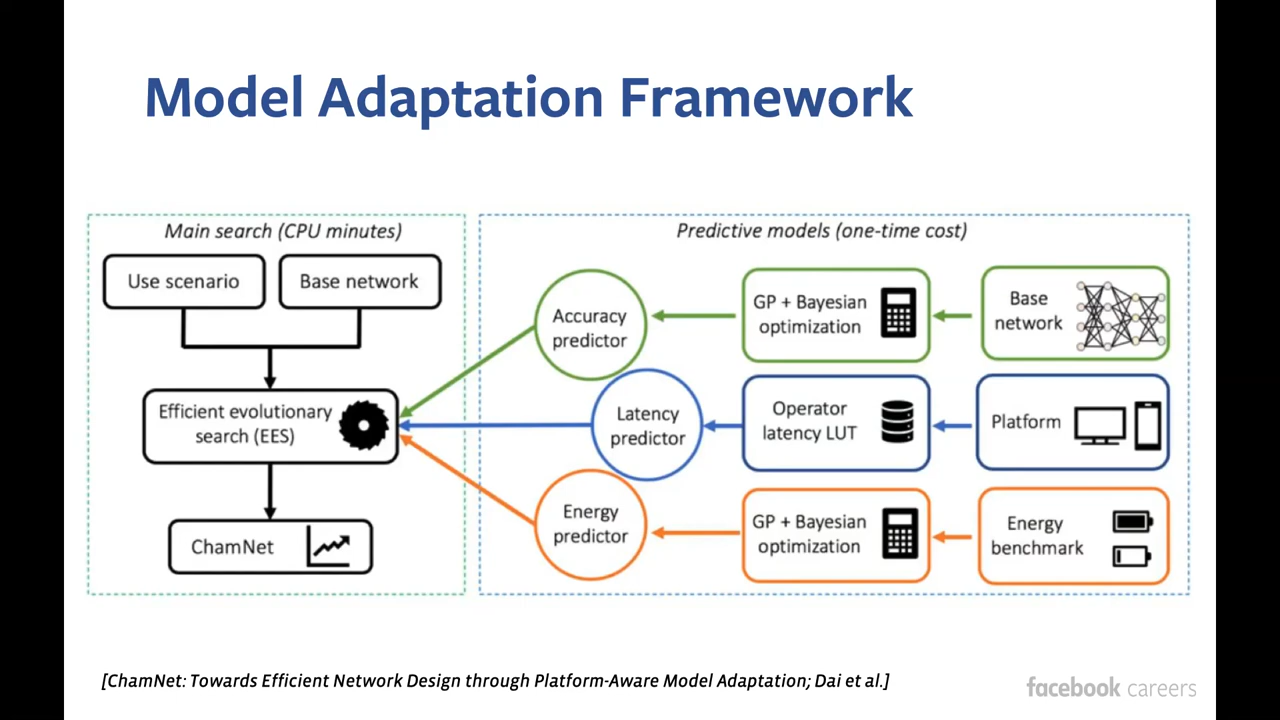 Model Adaptation Framework
Main search (CPU minutes)
Use scenario
Base network
Efficient evolutionary
search (EES)
ChamNet
Predictive models (one-time cost)
Accuracy
predictor
GP + Bayesian
optimization
Base
network
Latency
predictor
Operator
latency LUT
Platform
Energy
predictor
GP + Bayesian
optimization
Energy
benchmark
[ChamNet: Towards Efficient Network Design through Platform-Aware Model Adaptation; Dai et al.]
facebook careers